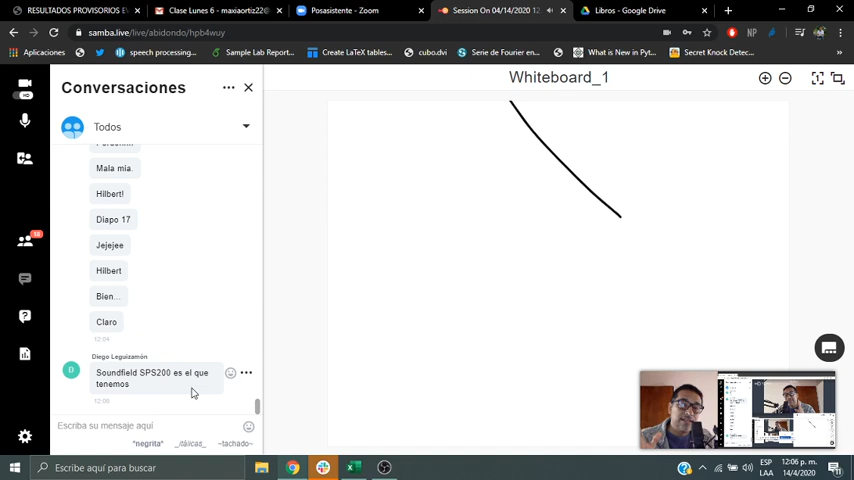 RESULTADOS PROVISORIOS E
Clase Lunes 6 - maxiaortiz22@
Posasistente - Zoom
Session On 04/14/2020 12
Libros - Google Drive
samba.live/live/abidondo/hpb4wuy
Aplicaciones
speech processing...
Sample Lab Report...
Create LaTeX tables...
cubo.dvi
Serie de Fourier en...
What is New in Pyt...
Secret Knock Detec...
NP
HD
Conversaciones
Whiteboard_1
Todos
Mala mia.
Hilbert!
Diapo 17
Jejejee
Hilbert
Bien...
Claro
12:04
Diego Leguizamón
D
Soundfield SPS200 es el que
tenemos
12:06
18
Escriba su mensaje aquí
*negrita* _/itálicas_ ~tachado~
Escribe aquí para buscar
ESP
LAA
12:06 p. m.
14/4/2020